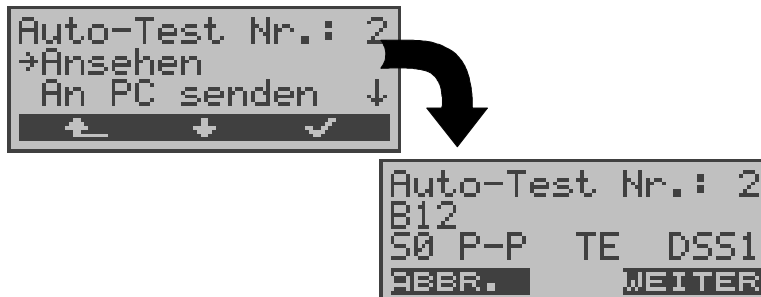 Auto-Test Nr.: 2
→Ansehen
An PC senden ↓
Auto-Test Nr.: 2
B12
S0 P-P TE DSS1
ABBR. WEITER